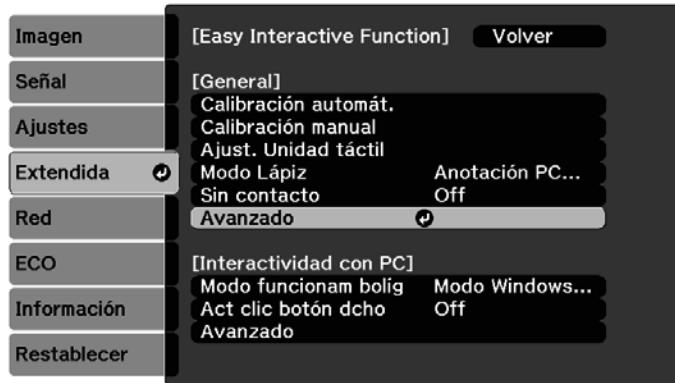 Imagen
Señal
Ajustes
Extendida
Red
ECO
Información
Restablecer
[Easy Interactive Function] Volver
[General]
Calibración automát.
Calibración manual
Ajust. Unidad táctil
Modo Lápiz Anotación PC...
Sin contacto Off
Avanzado
[Interactividad con PC]
Modo funcionam bolíg Modo Windows...
Act clic botón dcho Off
Avanzado